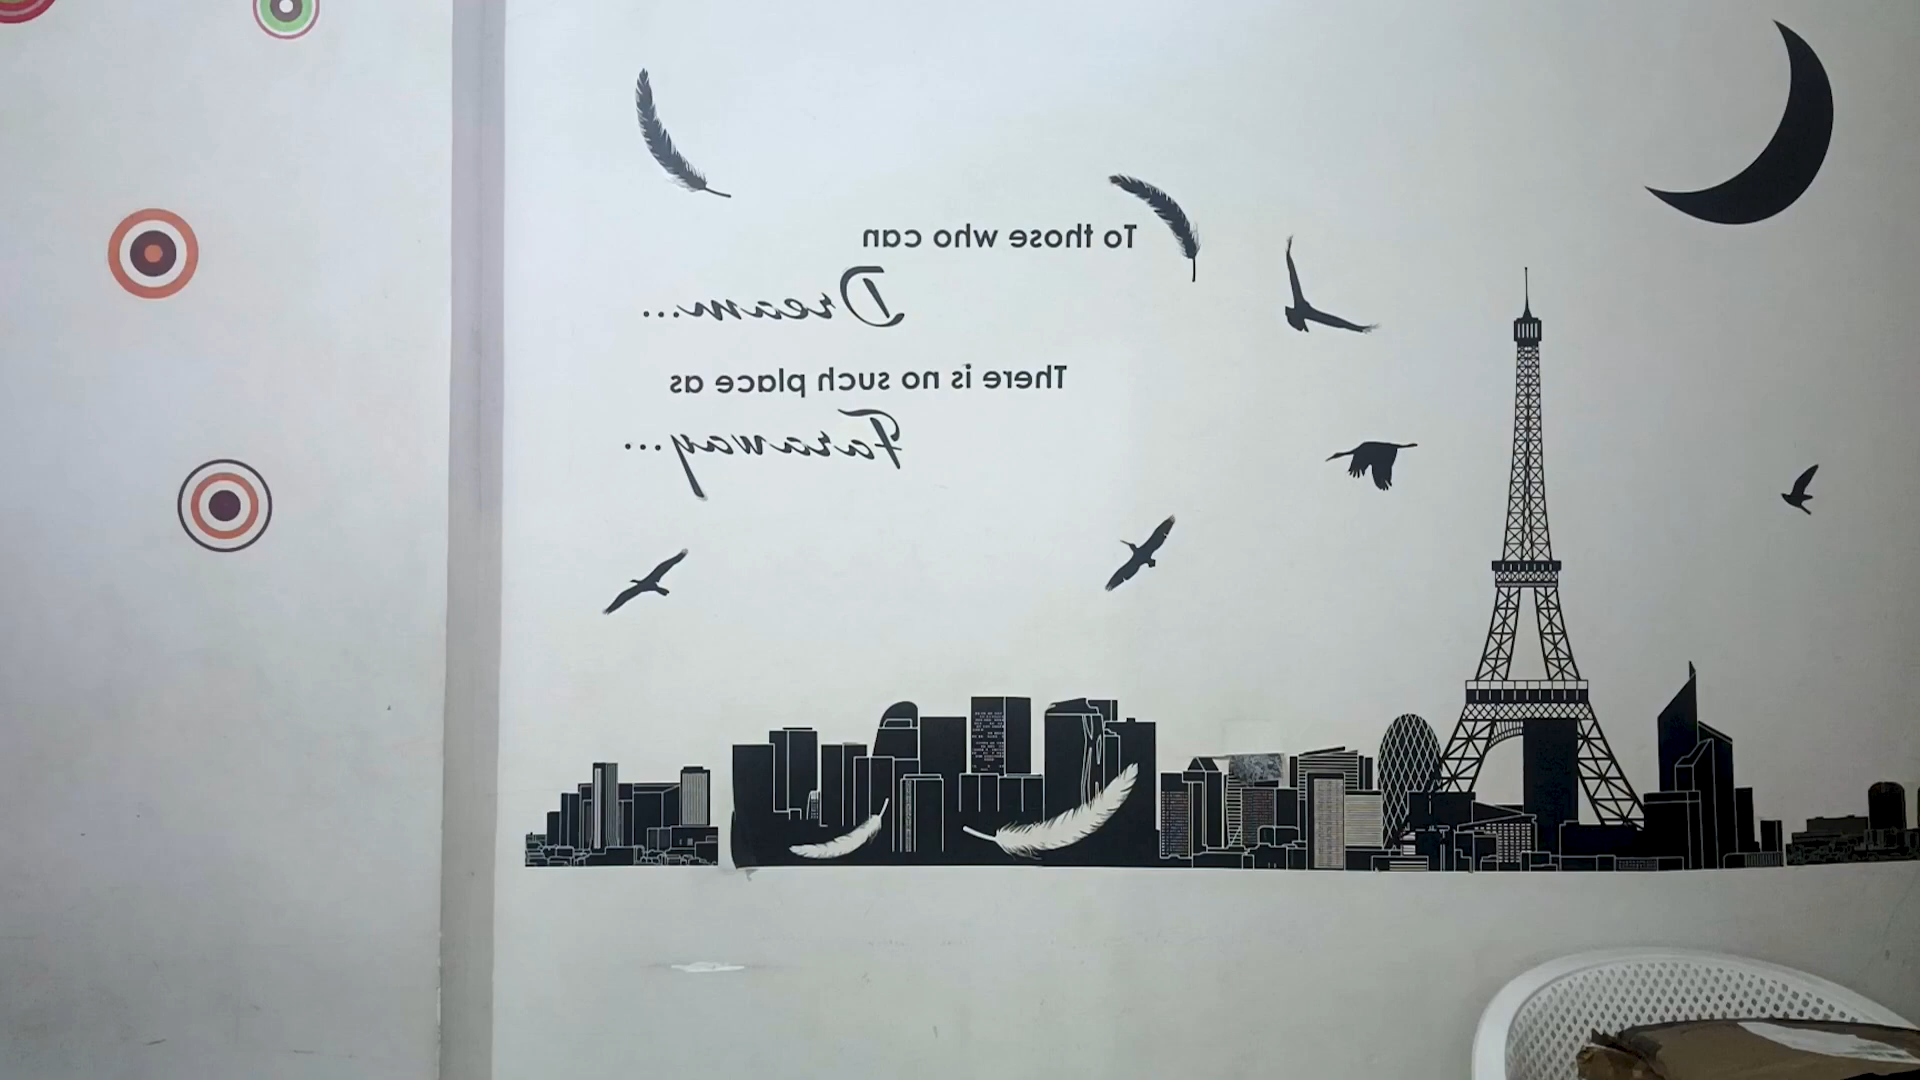 To those who can
Dream...
There is no such place as
Faraway...